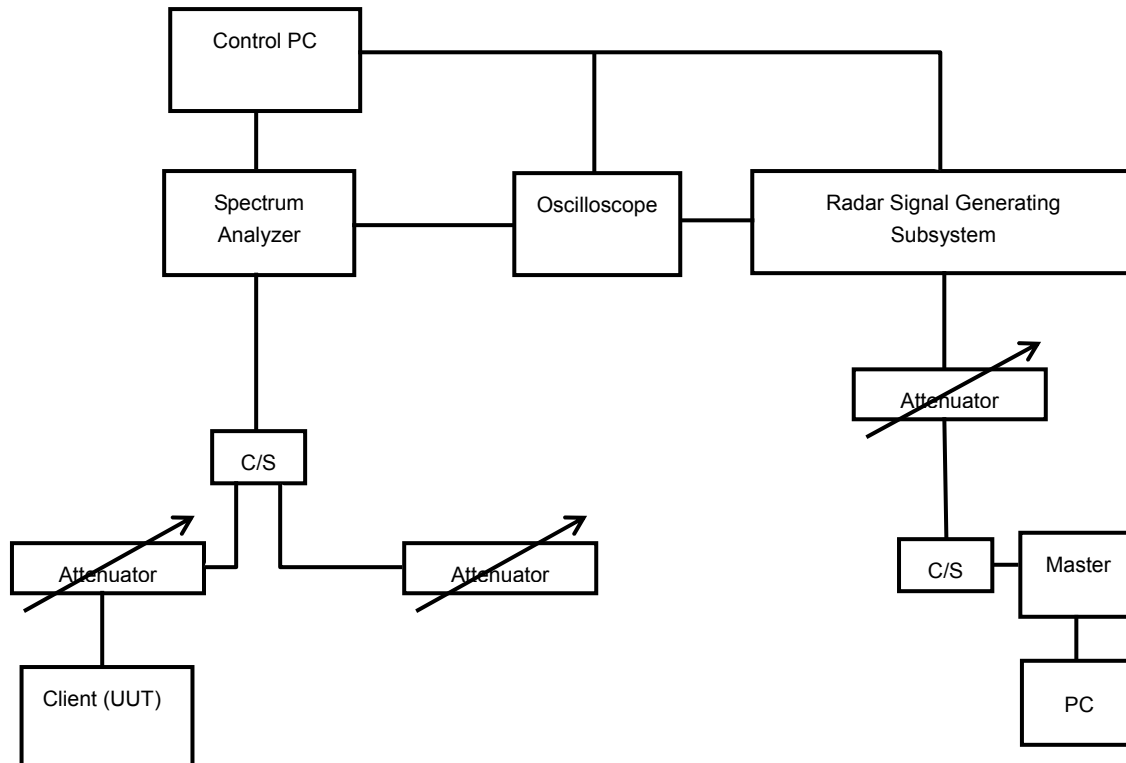 Control PC
Spectrum
Analyzer
Oscilloscope
Radar Signal Generating
Subsystem
Attenuator
C/S
Attenuator
Attenuator
C/S
Master
Client (UUT)
PC